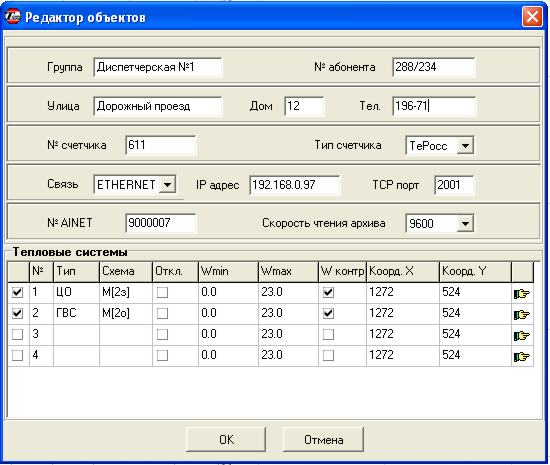 Редактор объектов
Группа Диспетчерская №1 № абонента 288/234
Улица Дорожный проезд Дом 12 Тел. 196-71
№ счетчика 611 Тип счетчика ТеРосс
Связь ETHERNET IP адрес 192.168.0.97 TCP порт 2001
№ AINET 9000007 Скорость чтения архива 9600
Тепловые системы
№ Тип Схема Откл. Wmin Wmax W контр Коорд. X Коорд. Y
1 ЦО М[2з] 0.0 23.0 1272 524
2 ГВС М[2о] 0.0 23.0 1272 524
3 0.0 23.0 1272 524
4 0.0 23.0 1272 524
OK Отмена